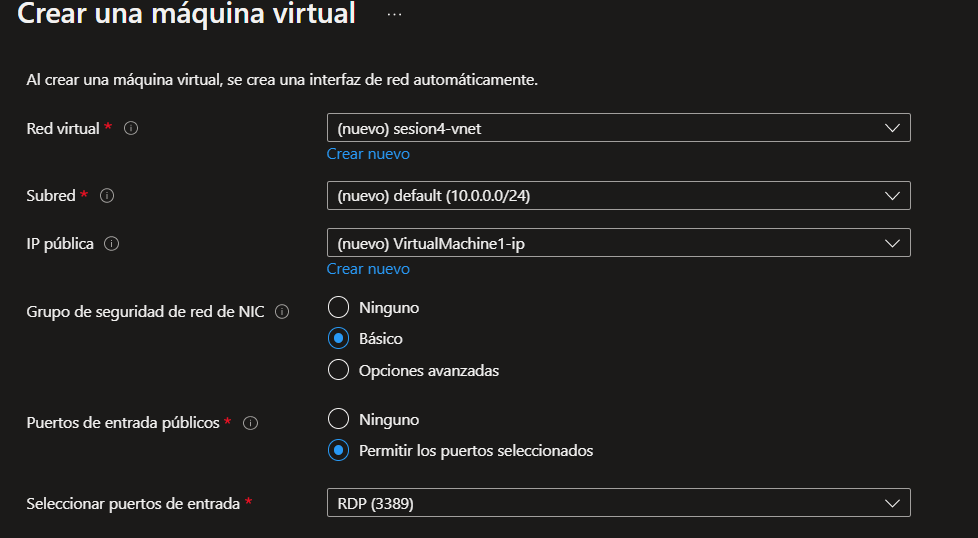 Crear una máquina virtual ...
Al crear una máquina virtual, se crea una interfaz de red automáticamente.
Red virtual * (nuevo) sesion4-vnet
Crear nuevo
Subred * (nuevo) default (10.0.0.0/24)
IP pública (nuevo) VirtualMachine1-ip
Crear nuevo
Grupo de seguridad de red de NIC Ninguno
Básico
Opciones avanzadas
Puertos de entrada públicos * Ninguno
Permitir los puertos seleccionados
Seleccionar puertos de entrada * RDP (3389)